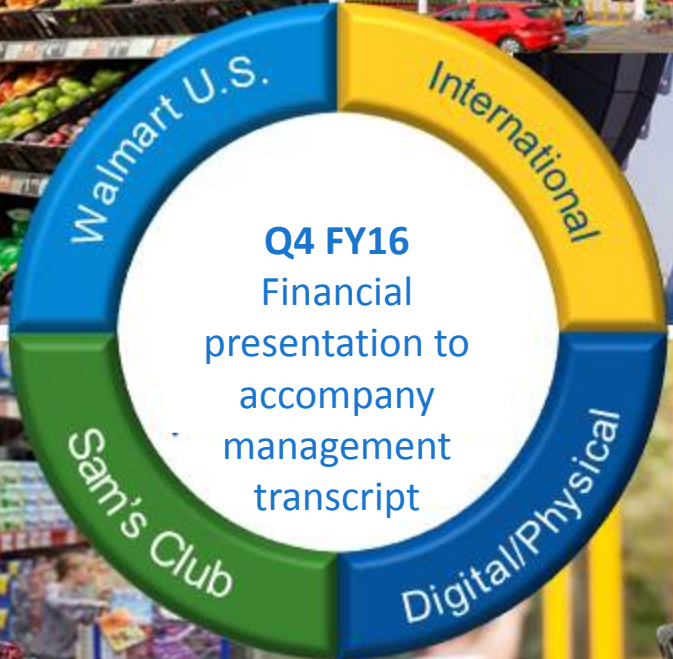 Walmart U.S.
International
Q4 FY16
Financial
presentation to
accompany
management
transcript
Sam's Club
Digital/Physical